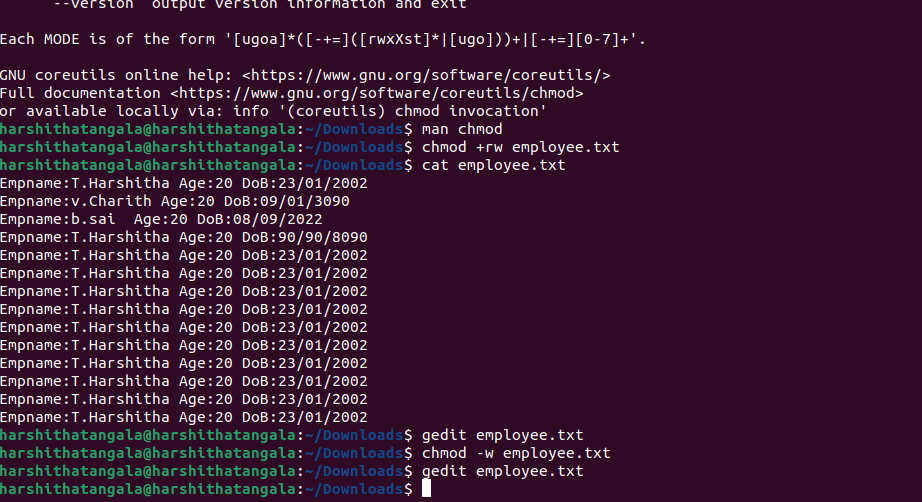 --version  output version information and exit
Each MODE is of the form '[ugoa]*([-+=]([rwxXst]*|[ugo]))+|[-+=][0-7]+'.
GNU coreutils online help: <https://www.gnu.org/software/coreutils/>
Full documentation <https://www.gnu.org/software/coreutils/chmod>
or available locally via: info '(coreutils) chmod invocation'
harshithatangala@harshithatangala:~/Downloads$ man chmod
harshithatangala@harshithatangala:~/Downloads$ chmod +rw employee.txt
harshithatangala@harshithatangala:~/Downloads$ cat employee.txt
Empname:T.Harshitha Age:20 DoB:23/01/2002
Empname:v.Charith Age:20 DoB:09/01/3090
Empname:b.sai  Age:20 DoB:08/09/2022
Empname:T.Harshitha Age:20 DoB:90/90/8090
Empname:T.Harshitha Age:20 DoB:23/01/2002
Empname:T.Harshitha Age:20 DoB:23/01/2002
Empname:T.Harshitha Age:20 DoB:23/01/2002
Empname:T.Harshitha Age:20 DoB:23/01/2002
Empname:T.Harshitha Age:20 DoB:23/01/2002
Empname:T.Harshitha Age:20 DoB:23/01/2002
Empname:T.Harshitha Age:20 DoB:23/01/2002
Empname:T.Harshitha Age:20 DoB:23/01/2002
Empname:T.Harshitha Age:20 DoB:23/01/2002
Empname:T.Harshitha Age:20 DoB:23/01/2002
harshithatangala@harshithatangala:~/Downloads$ gedit employee.txt
harshithatangala@harshithatangala:~/Downloads$ chmod -w employee.txt
harshithatangala@harshithatangala:~/Downloads$ gedit employee.txt
harshithatangala@harshithatangala:~/Downloads$